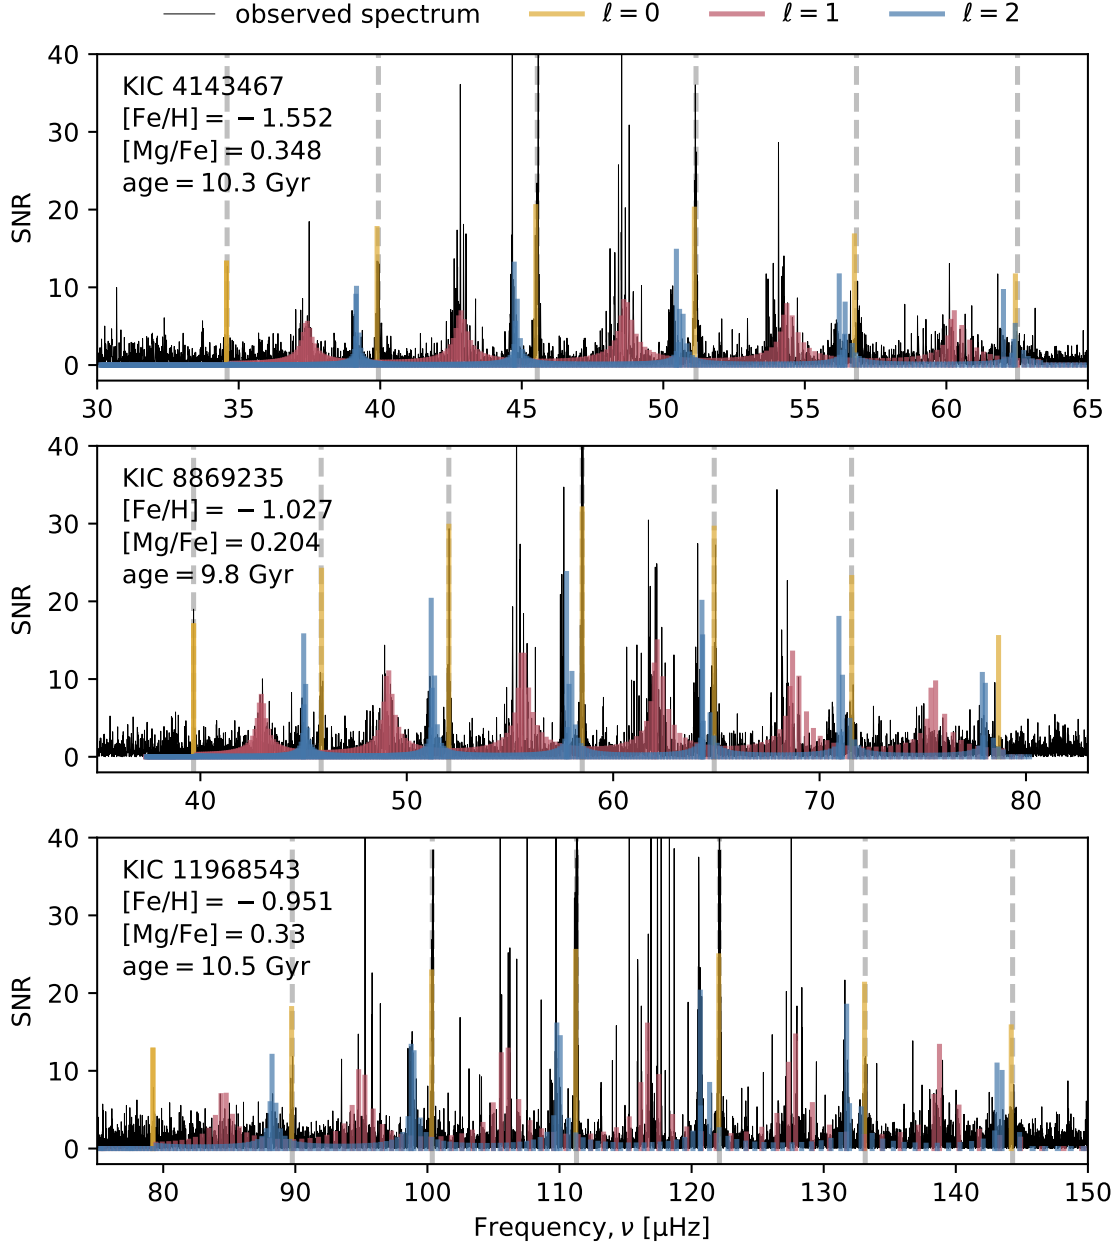 observed spectrum ℓ = 0 ℓ = 1 ℓ = 2
KIC 4143467
[Fe/H] = −1.552
[Mg/Fe] = 0.348
age = 10.3 Gyr
SNR
40
30
20
10
0
30 35 40 45 50 55 60 65
KIC 8869235
[Fe/H] = −1.027
[Mg/Fe] = 0.204
age = 9.8 Gyr
SNR
40
30
20
10
0
40 50 60 70 80
KIC 11968543
[Fe/H] = −0.951
[Mg/Fe] = 0.33
age = 10.5 Gyr
SNR
40
30
20
10
0
80 90 100 110 120 130 140 150
Frequency, ν [μHz]